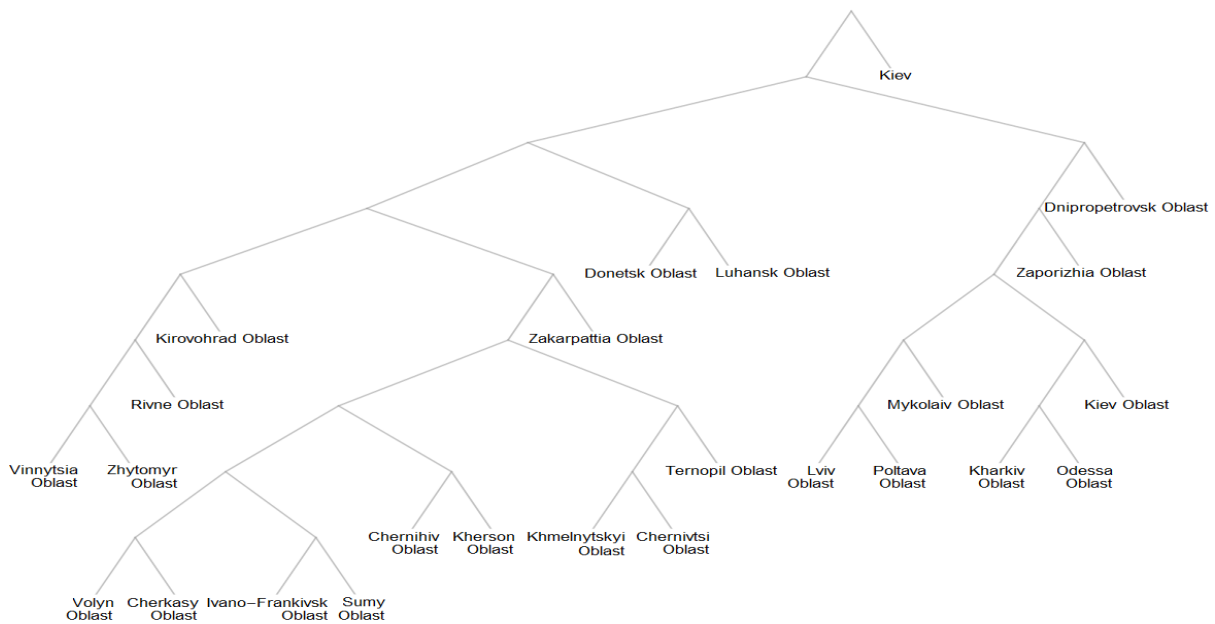 Kiev
Dnipropetrovsk Oblast
Donetsk Oblast
Luhansk Oblast
Zaporizhia Oblast
Kirovohrad Oblast
Zakarpattia Oblast
Rivne Oblast
Mykolaiv Oblast
Kiev Oblast
Vinnytsia
Oblast
Zhytomyr
Oblast
Ternopil Oblast
Lviv
Oblast
Poltava
Oblast
Kharkiv
Oblast
Odessa
Oblast
Chernihiv
Oblast
Kherson
Oblast
Khmelnytskyi
Oblast
Chernivtsi
Oblast
Volyn
Oblast
Cherkasy
Oblast
Ivano−Frankivsk
Oblast
Sumy
Oblast